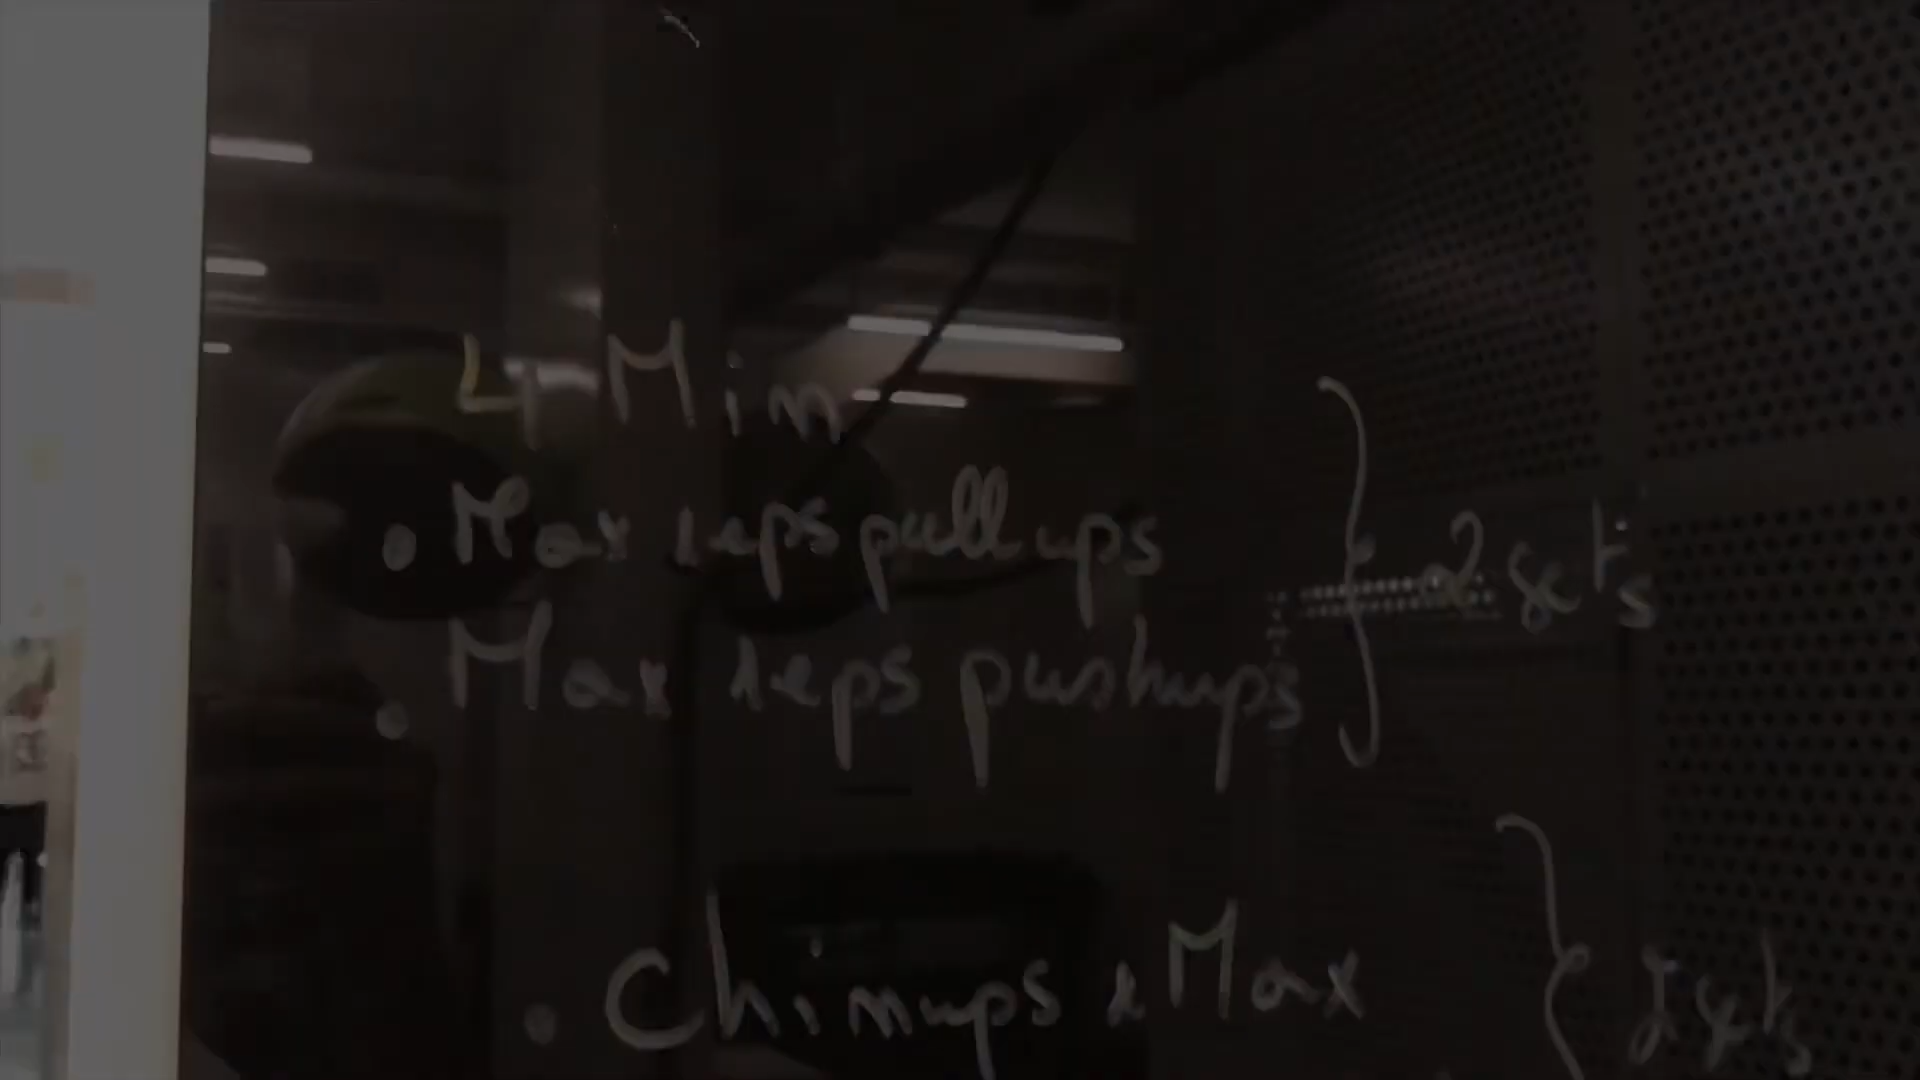 4 Min
• Max reps pull ups
• Max reps pushups
2 sets
• Chinups x Max
2 sets